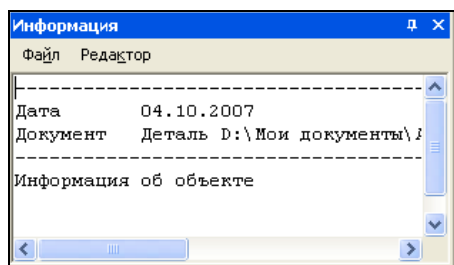 Информация
Файл Редактор
--------------------------------------------
Дата 04.10.2007
Документ Деталь D:\Мои документы\
--------------------------------------------
Информация об объекте